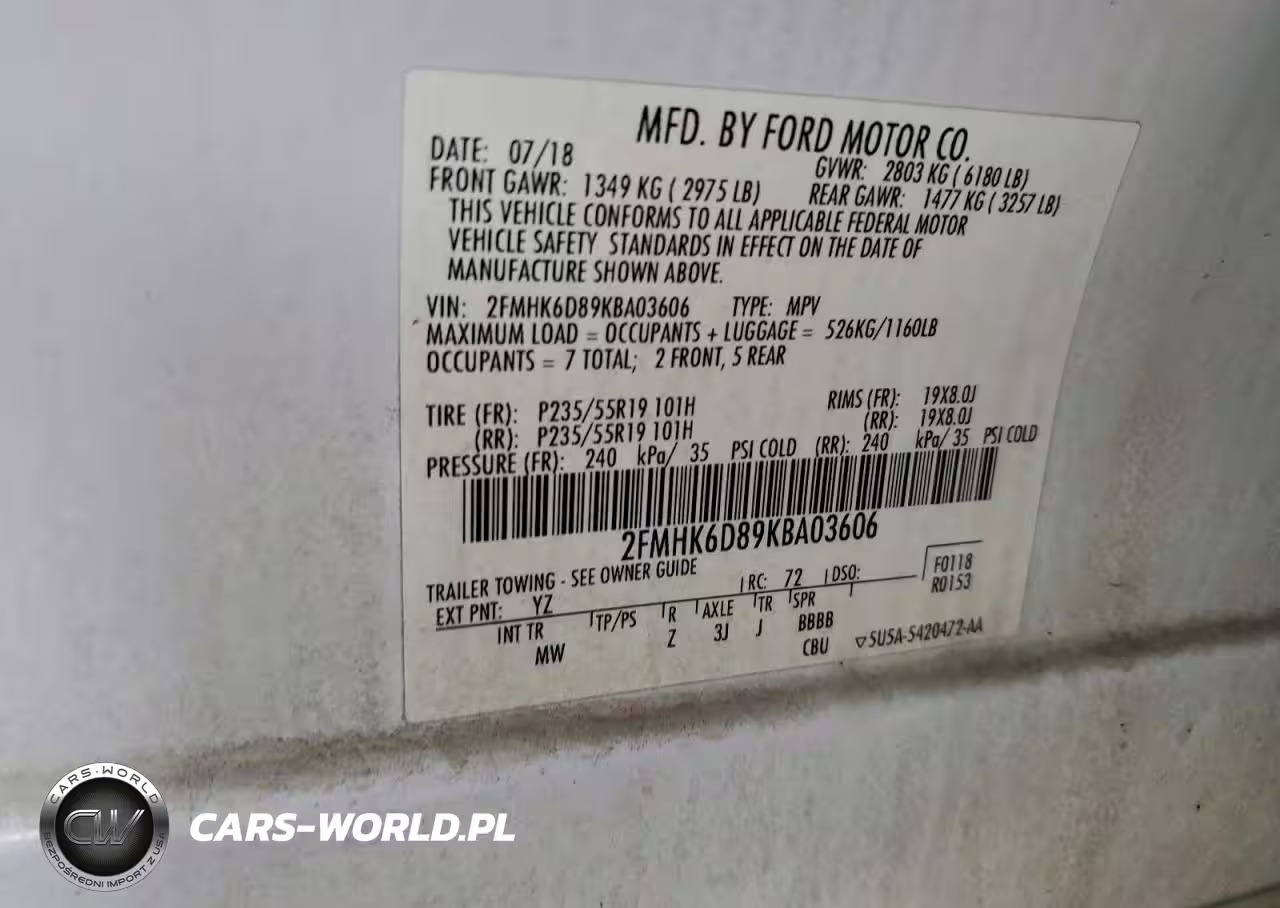 MFD. BY FORD MOTOR CO.
DATE: 07/18 GVWR: 2803 KG ( 6180 LB)
FRONT GAWR: 1349 KG ( 2975 LB) REAR GAWR: 1477 KG ( 3257 LB)
THIS VEHICLE CONFORMS TO ALL APPLICABLE FEDERAL MOTOR
VEHICLE SAFETY STANDARDS IN EFFECT ON THE DATE OF
MANUFACTURE SHOWN ABOVE.
VIN: 2FMHK6D89KBA03606 TYPE: MPV
MAXIMUM LOAD = OCCUPANTS + LUGGAGE = 526KG/1160LB
OCCUPANTS = 7 TOTAL; 2 FRONT, 5 REAR
TIRE (FR): P235/55R19 101H RIMS (FR): 19X8.0J
(RR): P235/55R19 101H (RR): 19X8.0J
PRESSURE (FR): 240 kPa/ 35 PSI COLD (RR): 240 kPa/ 35 PSI COLD
2FMHK6D89KBA03606
TRAILER TOWING - SEE OWNER GUIDE F0118
EXT PNT: YZ RC: 72 DSO: R0153
INT TR TP/PS R AXLE TR SPR
MW Z 3J J BBBB
CBU ▽5U5A-5420472-AA
CARS-WORLD
CW
BEZPOŚREDNI IMPORT Z USA
CARS-WORLD.PL